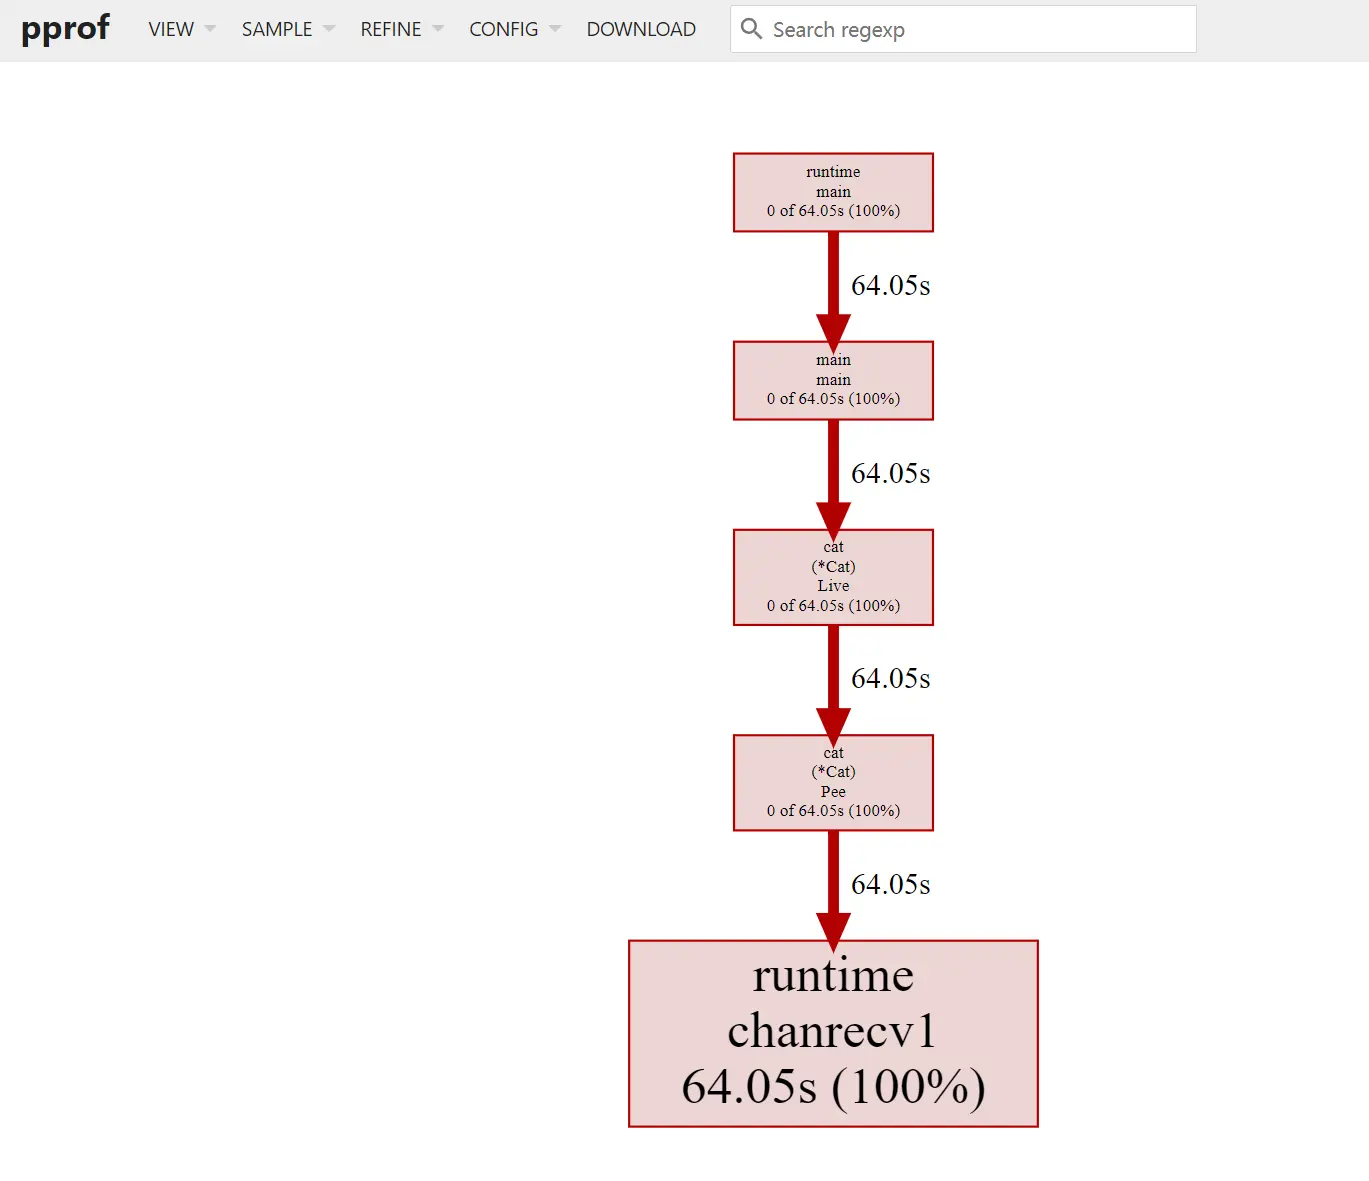 pprof VIEW SAMPLE REFINE CONFIG DOWNLOAD Search regexp
runtime
main
0 of 64.05s (100%)
64.05s
main
main
0 of 64.05s (100%)
64.05s
cat
(*Cat)
Live
0 of 64.05s (100%)
64.05s
cat
(*Cat)
Pee
0 of 64.05s (100%)
64.05s
runtime
chanrecv1
64.05s (100%)